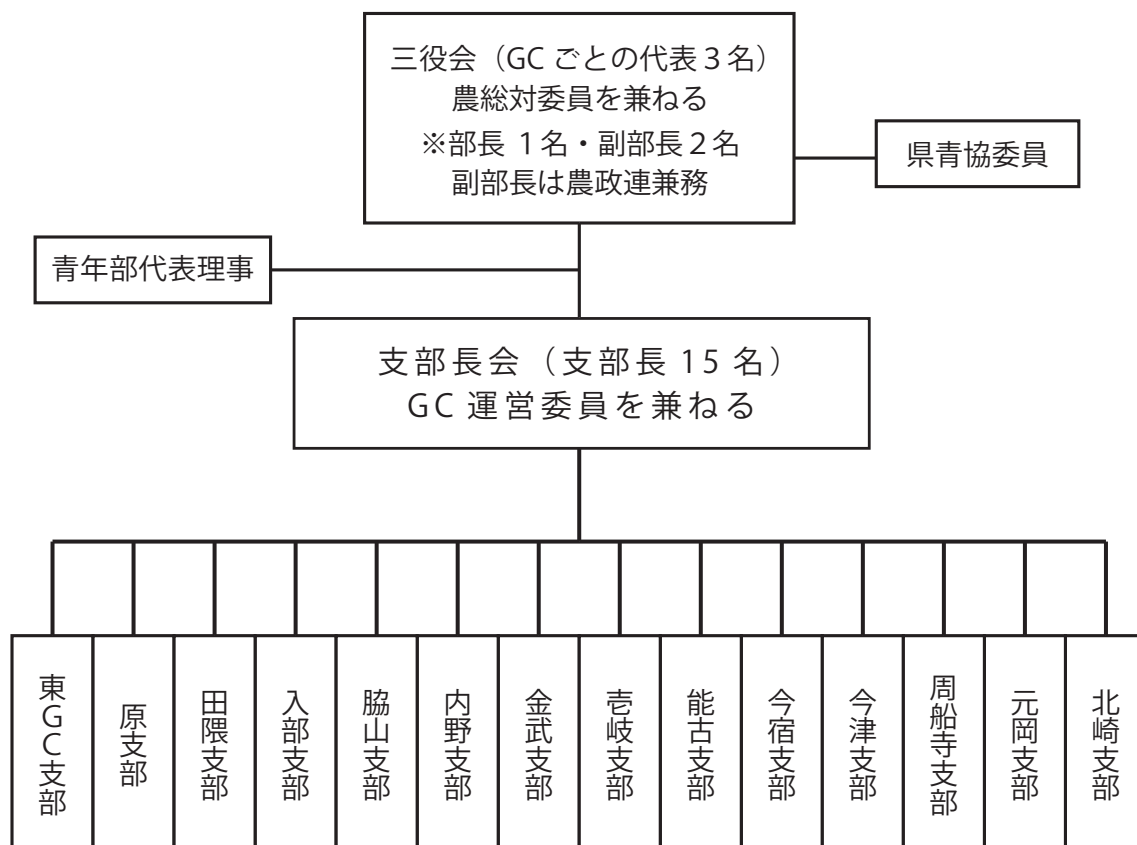 三役会（GC ごとの代表３名）
農総対委員を兼ねる
※部長 １名・副部長２名
副部長は農政連兼務
県青協委員
青年部代表理事
支部長会（支部長 15 名）
GC 運営委員を兼ねる
東GC支部
原支部
田隈支部
入部支部
脇山支部
内野支部
金武支部
壱岐支部
能古支部
今宿支部
今津支部
周船寺支部
元岡支部
北崎支部